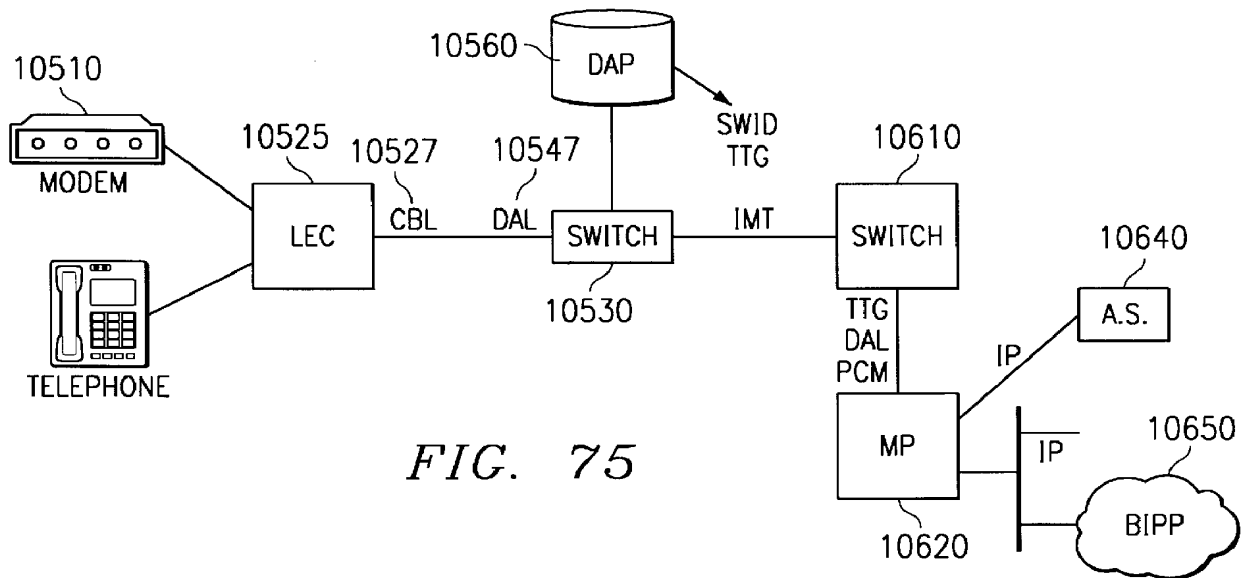 10510
MODEM
TELEPHONE
10525
LEC
10527
CBL
10547
DAL
10560
DAP
SWID
TTG
SWITCH
10530
IMT
10610
SWITCH
TTG
DAL
PCM
10640
A.S.
IP
MP
10620
IP
10650
BIPP
FIG. 75